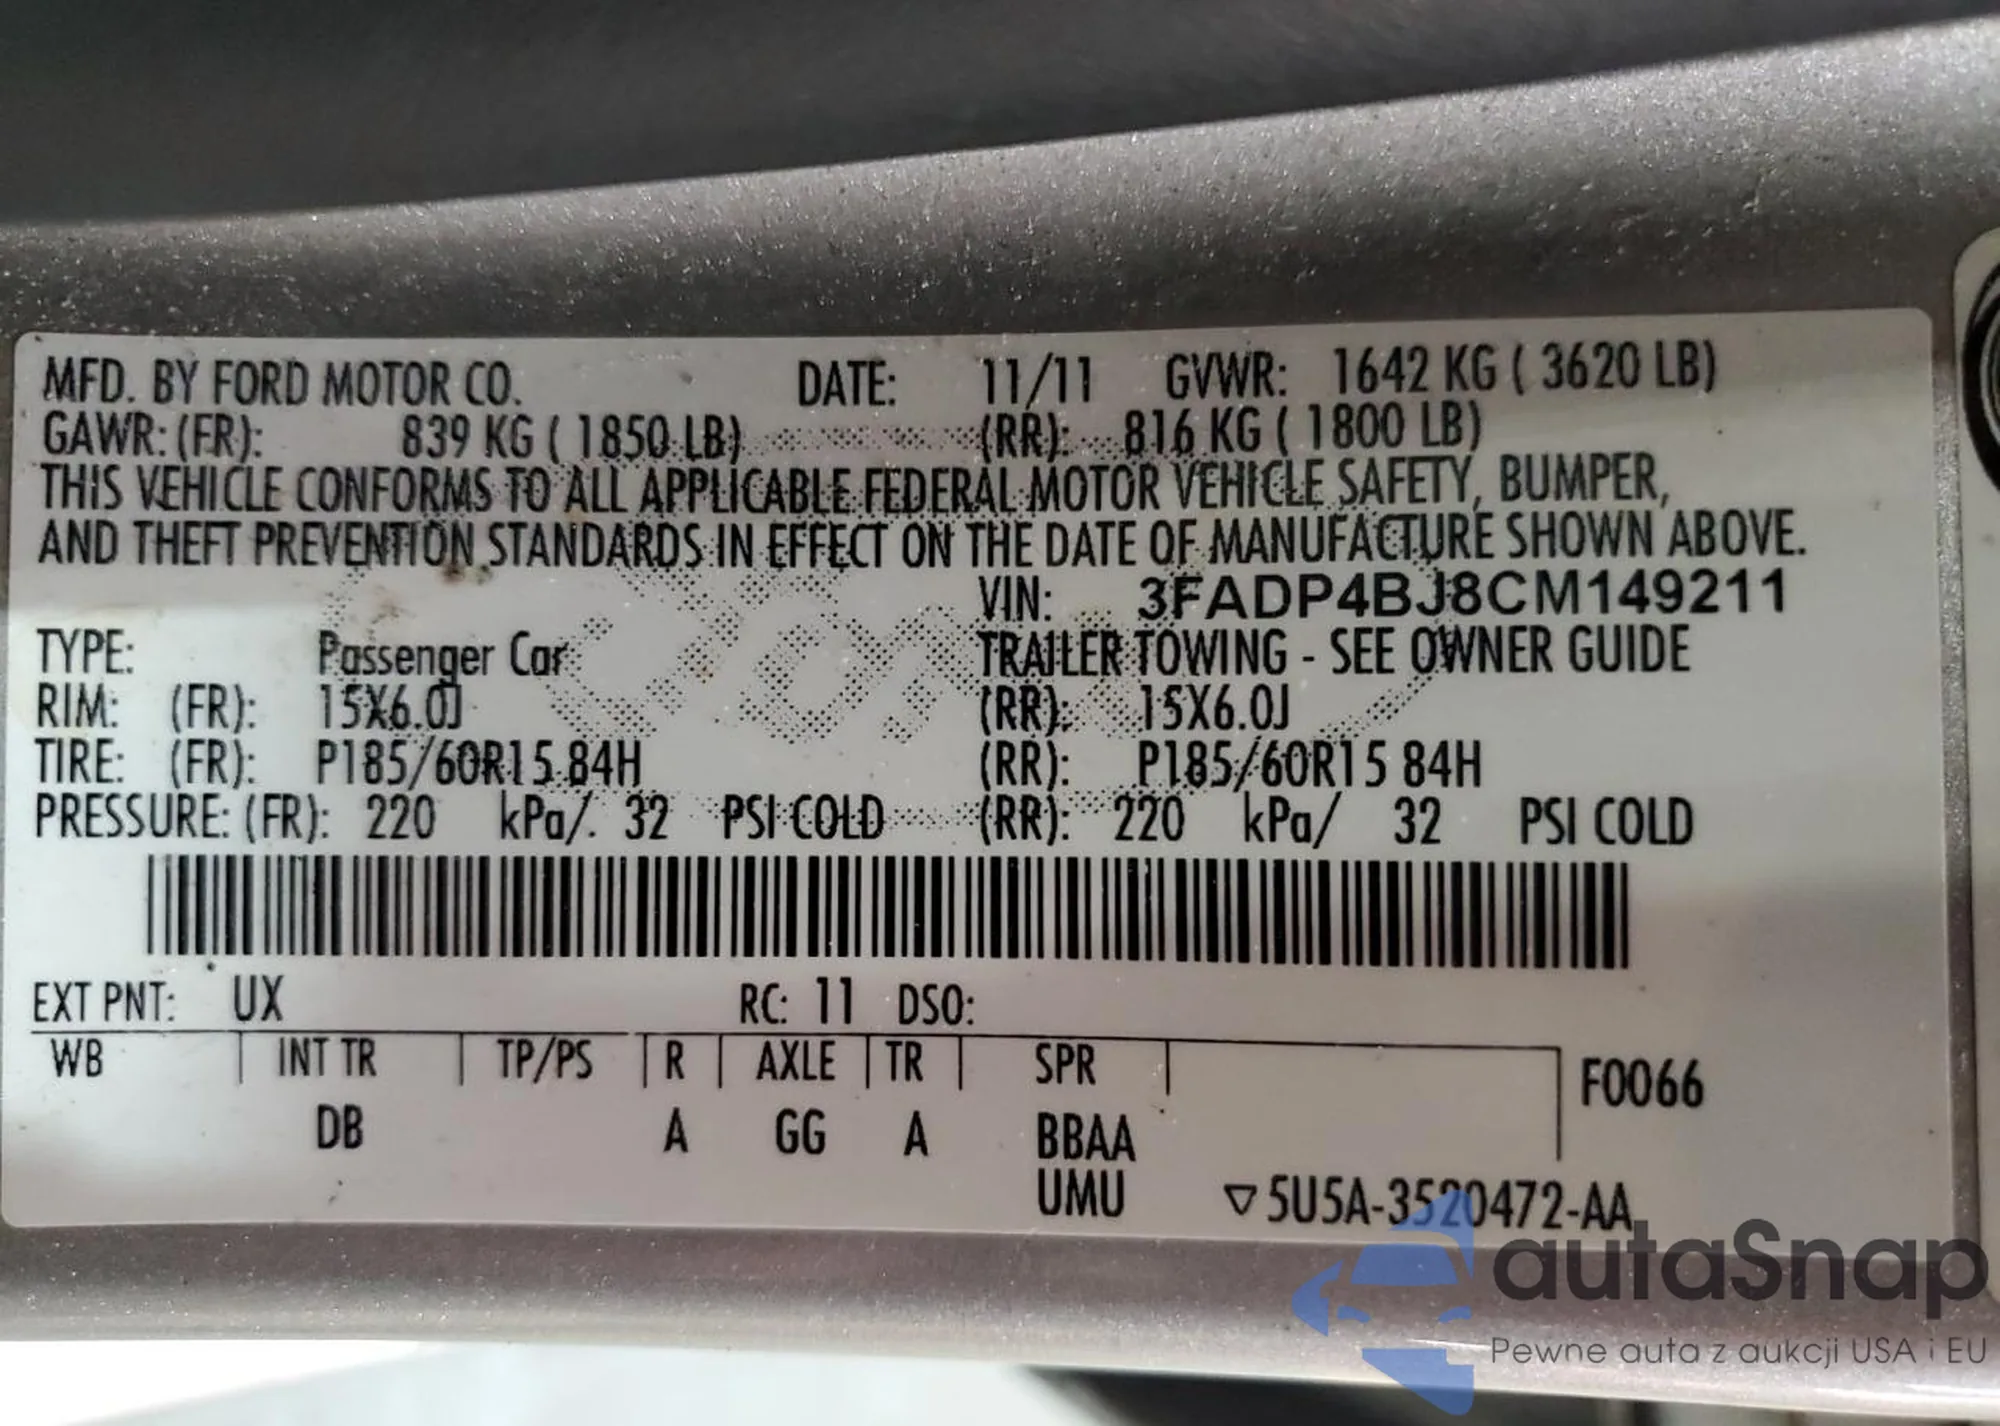 MFD. BY FORD MOTOR CO. DATE: 11/11 GVWR: 1642 KG ( 3620 LB)
GAWR: (FR): 839 KG ( 1850 LB) (RR): 816 KG ( 1800 LB)
THIS VEHICLE CONFORMS TO ALL APPLICABLE FEDERAL MOTOR VEHICLE SAFETY, BUMPER,
AND THEFT PREVENTION STANDARDS IN EFFECT ON THE DATE OF MANUFACTURE SHOWN ABOVE.
VIN: 3FADP4BJ8CM149211
TYPE: Passenger Car TRAILER TOWING - SEE OWNER GUIDE
RIM: (FR): 15X6.0J (RR): 15X6.0J
TIRE: (FR): P185/60R15 84H (RR): P185/60R15 84H
PRESSURE: (FR): 220 kPa/. 32 PSI COLD (RR): 220 kPa/ 32 PSI COLD
EXT PNT: UX RC: 11 DSO:
WB INT TR TP/PS R AXLE TR SPR F0066
DB A GG A BBAA
UMU ▽5U5A-3520472-AA
autaSnap
Pewne auta z aukcji USA i EU